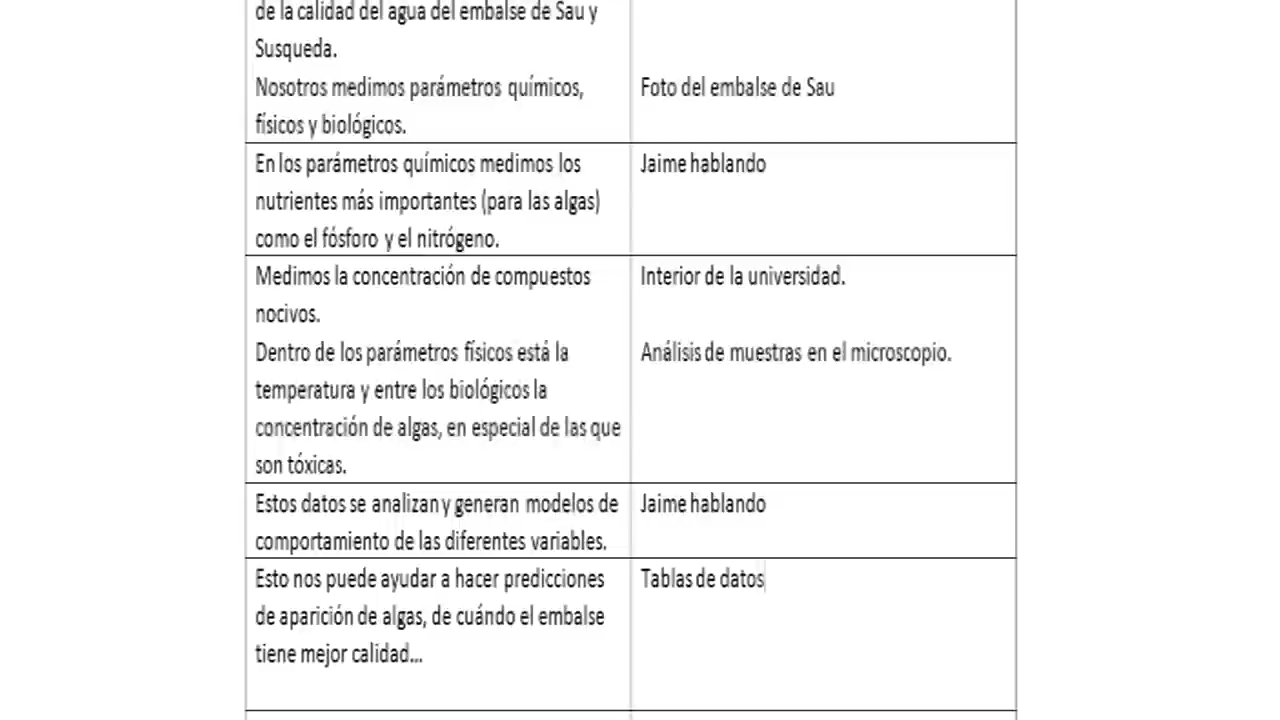 de la calidad del agua del embalse de Sau y
Susqueda.
Nosotros medimos parámetros químicos,
físicos y biológicos.
Foto del embalse de Sau
En los parámetros químicos medimos los
nutrientes más importantes (para las algas)
como el fósforo y el nitrógeno.
Jaime hablando
Medimos la concentración de compuestos
nocivos.
Dentro de los parámetros físicos está la
temperatura y entre los biológicos la
concentración de algas, en especial de las que
son tóxicas.
Interior de la universidad.
Análisis de muestras en el microscopio.
Estos datos se analizan y generan modelos de
comportamiento de las diferentes variables.
Jaime hablando
Esto nos puede ayudar a hacer predicciones
de aparición de algas, de cuándo el embalse
tiene mejor calidad...
Tablas de datos